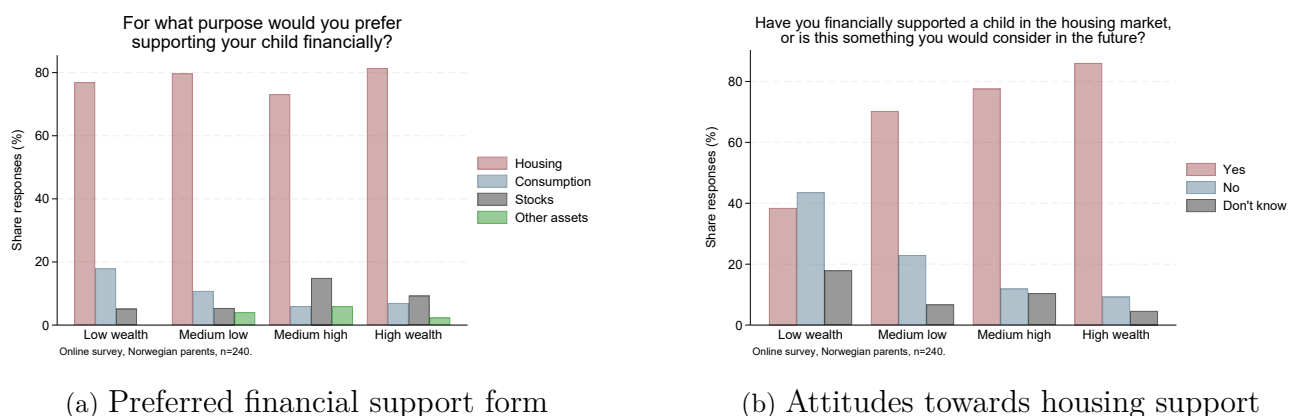 For what purpose would you prefer
supporting your child financially?
Share responses (%)
80
60
40
20
0
Housing
Consumption
Stocks
Other assets
Low wealth
Medium low
Medium high
High wealth
Online survey, Norwegian parents, n=240.
(a) Preferred financial support form
Have you financially supported a child in the housing market,
or is this something you would consider in the future?
Share responses (%)
80
60
40
20
0
Yes
No
Don't know
Low wealth
Medium low
Medium high
High wealth
Online survey, Norwegian parents, n=240.
(b) Attitudes towards housing support